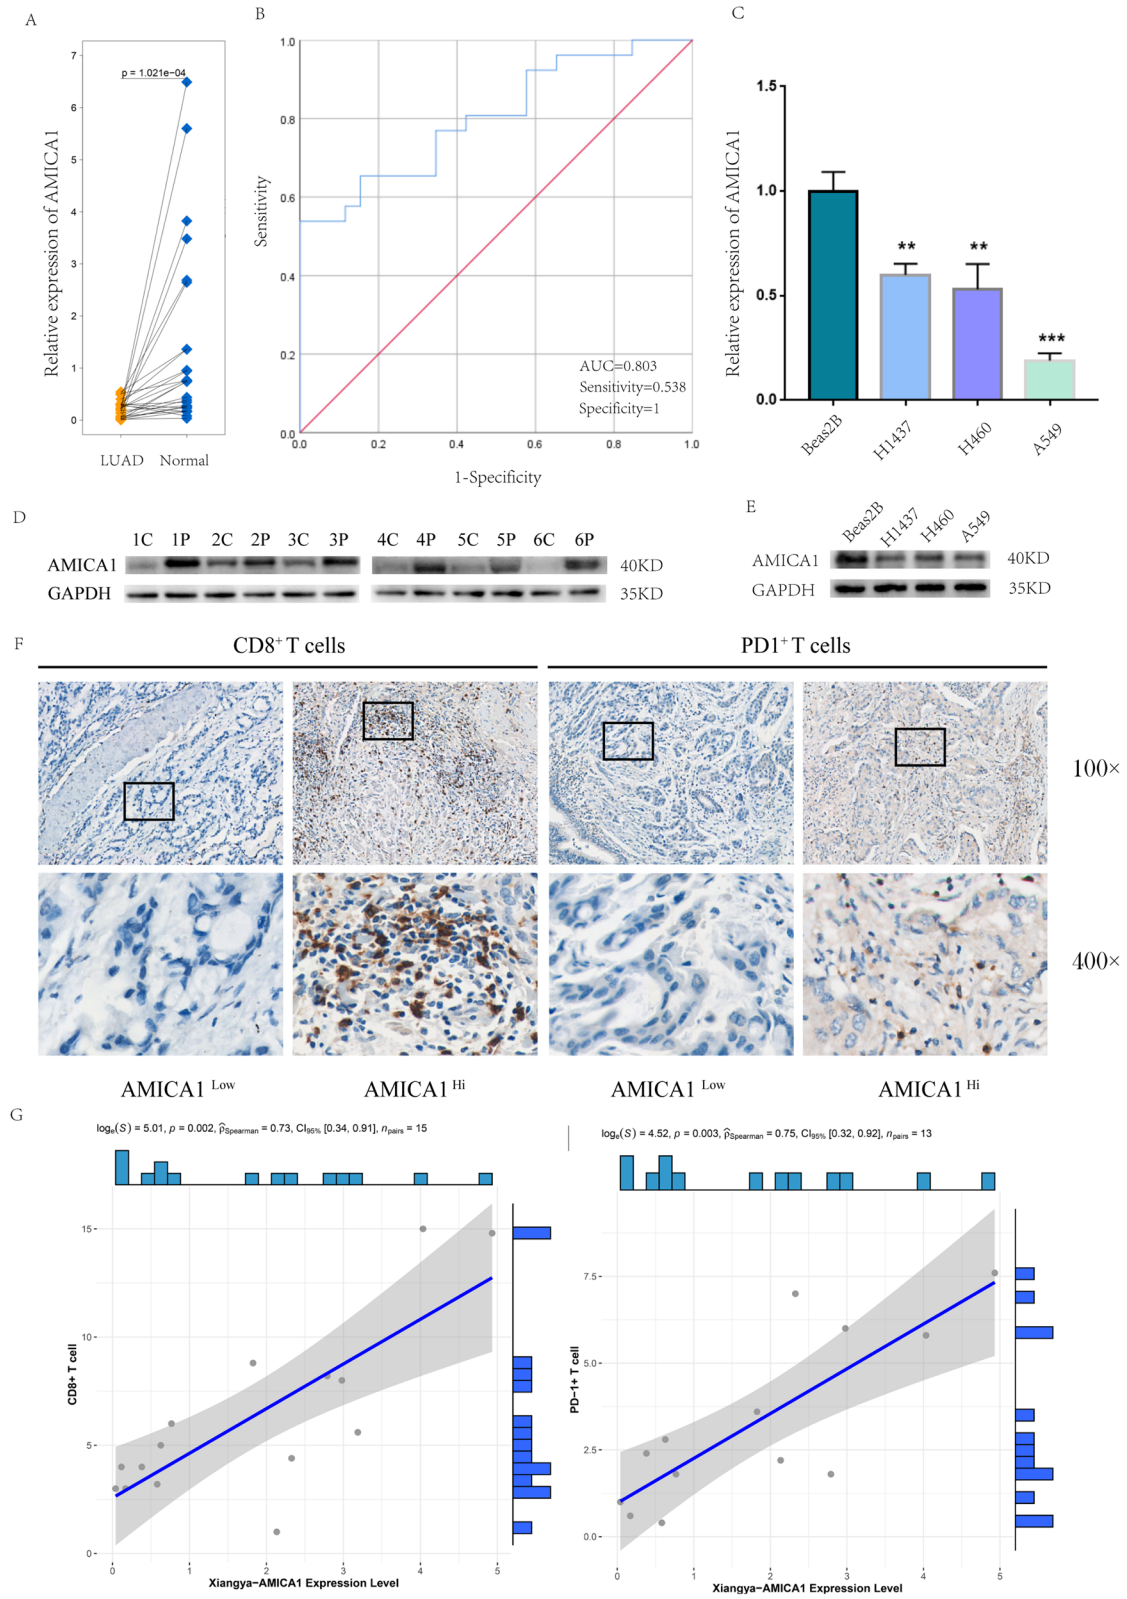 A
Relative expression of AMICA1
7
6
5
4
3
2
1
0
p = 1.021e−04
LUAD Normal
B
Sensitivity
1.0
0.8
0.6
0.4
0.2
0.0
0.0 0.2 0.4 0.6 0.8 1.0
1-Specificity
AUC=0.803
Sensitivity=0.538
Specificity=1
C
Relative expression of AMICA1
1.5
1.0
0.5
0.0
** ** ***
Beas2B H1437 H460 A549
D
1C 1P 2C 2P 3C 3P 4C 4P 5C 5P 6C 6P
AMICA1 40KD
GAPDH 35KD
E
Beas2B H1437 H460 A549
AMICA1 40KD
GAPDH 35KD
F
CD8⁺ T cells PD1⁺ T cells
100×
400×
AMICA1 Low AMICA1 Hi AMICA1 Low AMICA1 Hi
G
logₑ(S) = 5.01, p = 0.002, ρ̂Spearman = 0.73, CI95% [0.34, 0.91], npairs = 15
CD8+ T cell
15
10
5
0
0 1 2 3 4 5
Xiangya−AMICA1 Expression Level
logₑ(S) = 4.52, p = 0.003, ρ̂Spearman = 0.75, CI95% [0.32, 0.92], npairs = 13
PD−1+ T cell
7.5
5.0
2.5
0.0
0 1 2 3 4 5
Xiangya−AMICA1 Expression Level